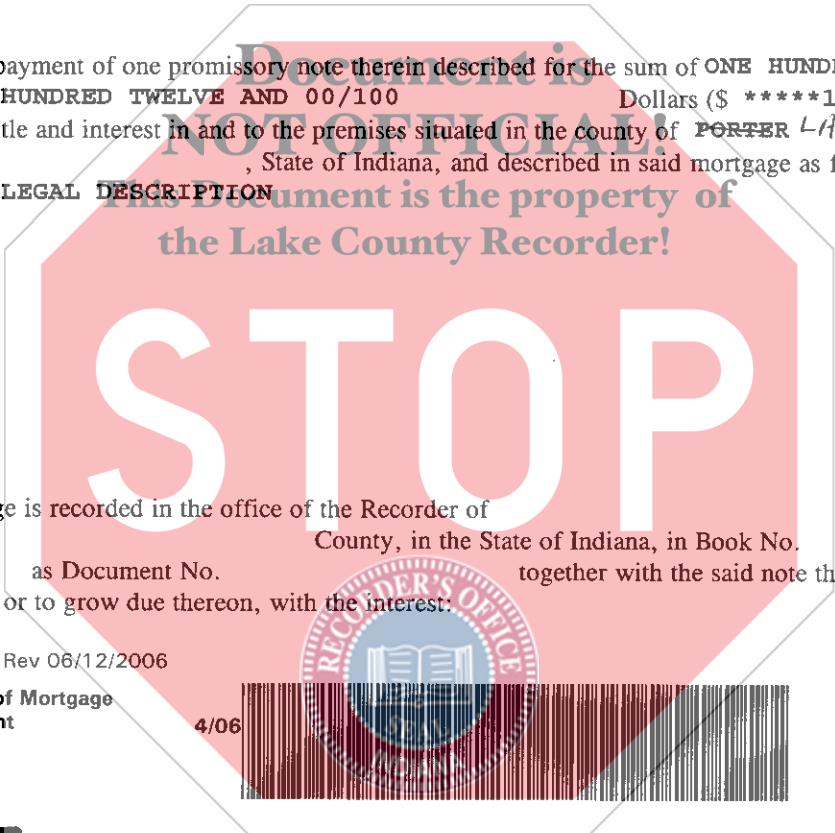 Document is
payment of one promissory note therein described for the sum of ONE HUND
HUNDRED TWELVE AND 00/100 Dollars ($ *****1
NOT OFFICIAL!
tle and interest in and to the premises situated in the county of PORTER LA
, State of Indiana, and described in said mortgage as f
LEGAL DESCRIPTION
This Document is the property of
the Lake County Recorder!
STOP
ge is recorded in the office of the Recorder of
County, in the State of Indiana, in Book No.
as Document No. together with the said note th
or to grow due thereon, with the interest:
RECORDER'S OFFICE
SEAL
INDIANA
Rev 06/12/2006
of Mortgage
nt 4/06